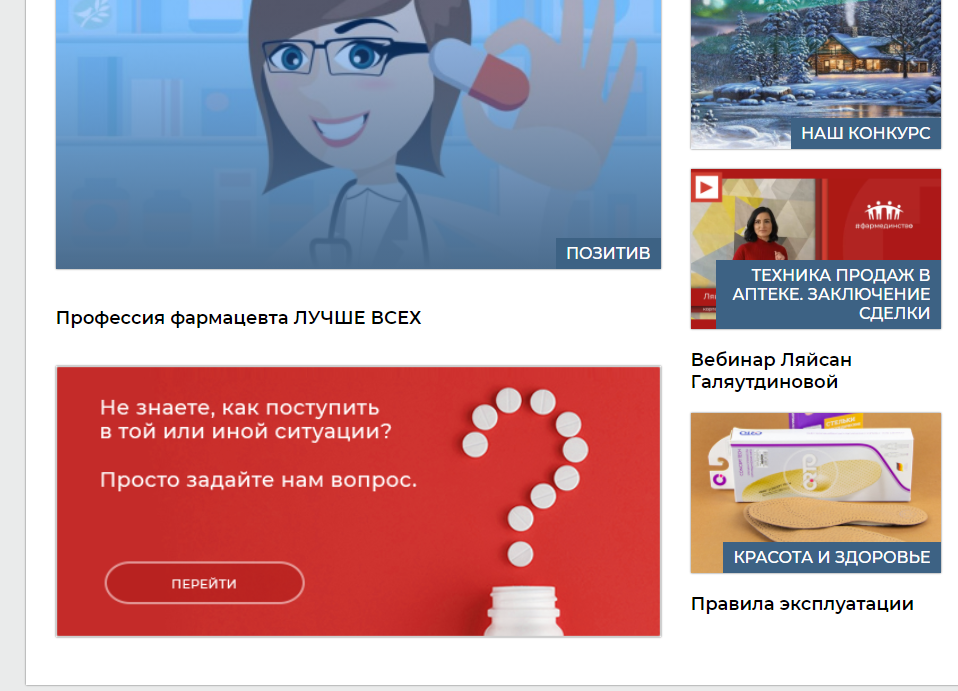 ПОЗИТИВ
Профессия фармацевта ЛУЧШЕ ВСЕХ
Не знаете, как поступить
в той или иной ситуации?
Просто задайте нам вопрос.
ПЕРЕЙТИ
НАШ КОНКУРС
вфармединстве
ТЕХНИКА ПРОДАЖ В
АПТЕКЕ. ЗАКЛЮЧЕНИЕ
СДЕЛКИ
Вебинар Ляйсан
Галяутдиновой
СТЕЛЬКИ
КРАСОТА И ЗДОРОВЬЕ
Правила эксплуатации